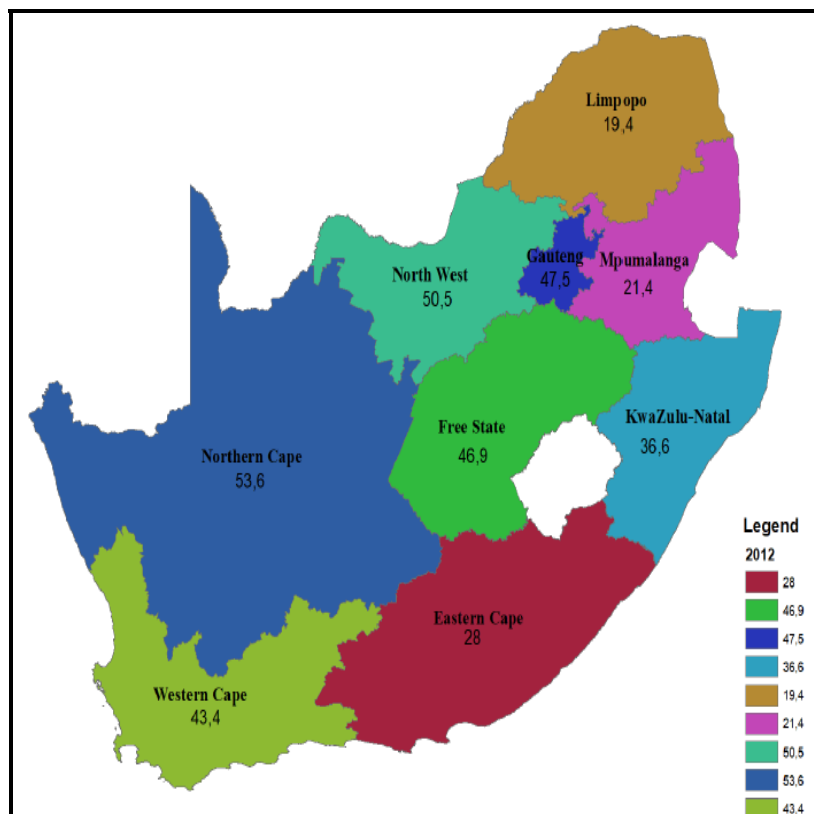 Limpopo
19,4
Gauteng
47,5
Mpumalanga
21,4
North West
50,5
KwaZulu-Natal
36,6
Free State
46,9
Northern Cape
53,6
Eastern Cape
28
Western Cape
43,4
Legend
2012
28
46,9
47,5
36,6
19,4
21,4
50,5
53,6
43,4